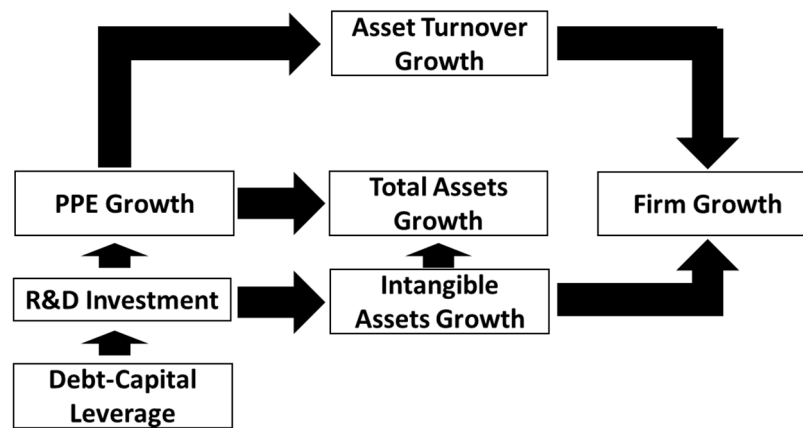 Asset Turnover
Growth
PPE Growth
Total Assets
Growth
Firm Growth
R&D Investment
Intangible
Assets Growth
Debt-Capital
Leverage